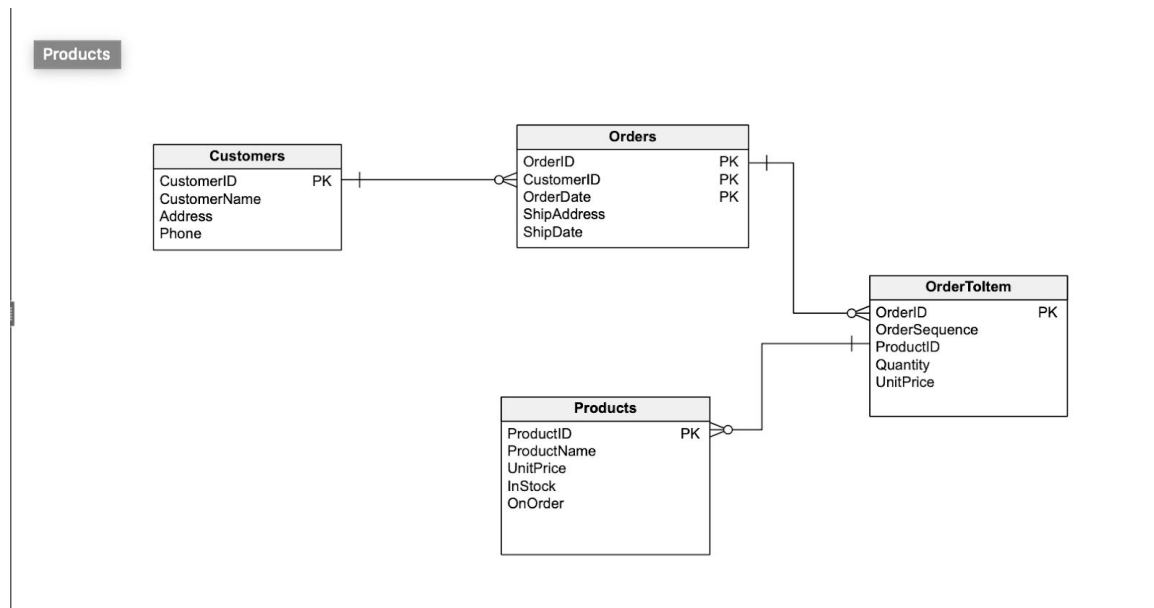 Products
Customers
CustomerID PK
CustomerName
Address
Phone
Orders
OrderID PK
CustomerID PK
OrderDate PK
ShipAddress
ShipDate
OrderToItem
OrderID PK
OrderSequence
ProductID
Quantity
UnitPrice
Products
ProductID PK
ProductName
UnitPrice
InStock
OnOrder